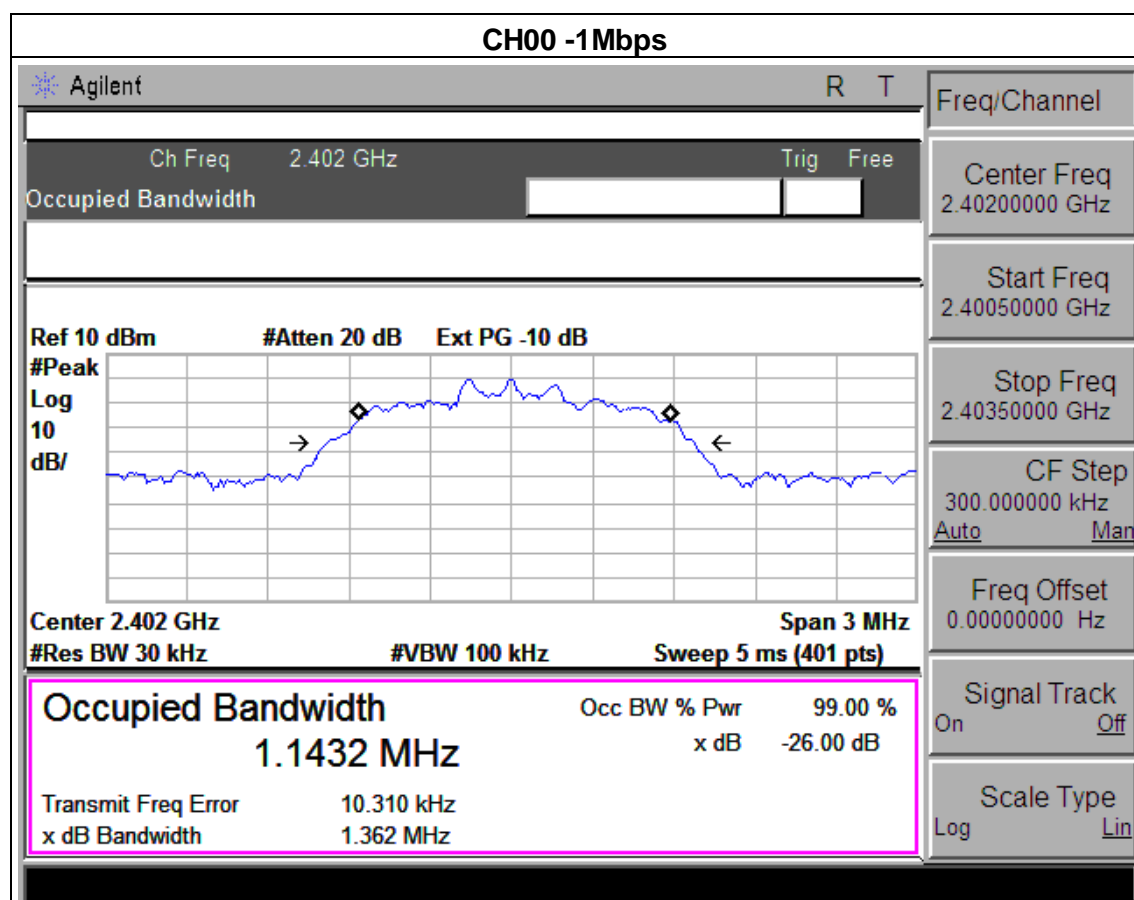 CH00 -1Mbps
Agilent R T
Freq/Channel
Ch Freq 2.402 GHz Trig Free
Occupied Bandwidth
Center Freq
2.40200000 GHz
Start Freq
2.40050000 GHz
Stop Freq
2.40350000 GHz
CF Step
300.000000 kHz
Auto Man
Freq Offset
0.00000000 Hz
Signal Track
On Off
Scale Type
Log Lin
Ref 10 dBm #Atten 20 dB Ext PG -10 dB
#Peak
Log
10
dB/
Center 2.402 GHz Span 3 MHz
#Res BW 30 kHz #VBW 100 kHz Sweep 5 ms (401 pts)
Occupied Bandwidth Occ BW % Pwr 99.00 %
1.1432 MHz x dB -26.00 dB
Transmit Freq Error 10.310 kHz
x dB Bandwidth 1.362 MHz